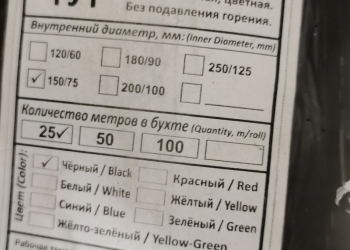 цветная.
Без подавления горения.
Внутренний диаметр, мм: (Inner Diameter, mm)
120/60 180/90 250/125
150/75 200/100
Количество метров в бухте (Quantity, m/roll)
25 50 100
Цвет (Color):
Чёрный / Black Красный / Red
Белый / White Жёлтый / Yellow
Синий / Blue Зелёный / Green
Жёлто-зелёный / Yellow-Green
Рабочая